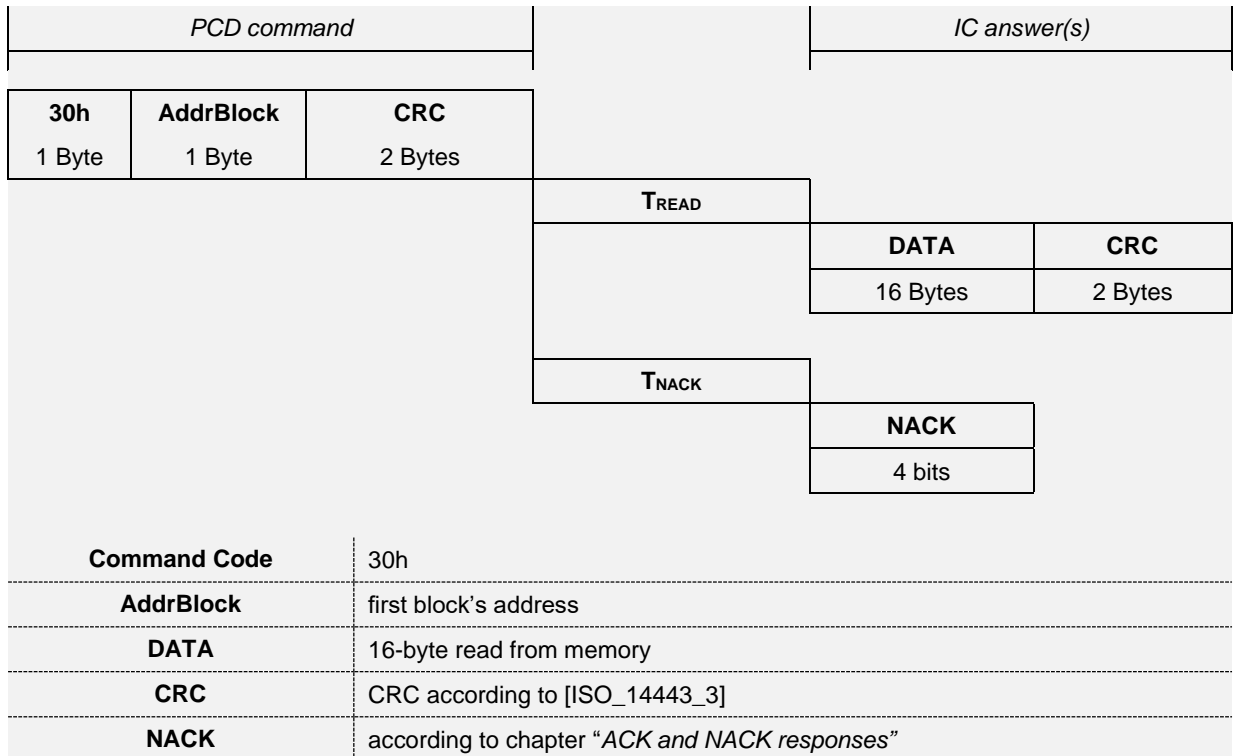 PCD command IC answer(s)
30h AddrBlock CRC
1 Byte 1 Byte 2 Bytes
TREAD
DATA CRC
16 Bytes 2 Bytes
TNACK
NACK
4 bits
Command Code 30h
AddrBlock first block’s address
DATA 16-byte read from memory
CRC CRC according to [ISO_14443_3]
NACK according to chapter “ACK and NACK responses”